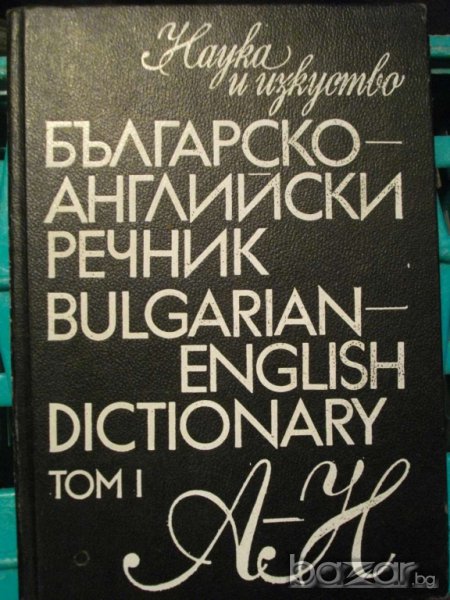 Наука
и изкуство
БЪЛГАРСКО—
АНГЛИЙСКИ
РЕЧНИК
BULGARIAN—
ENGLISH
DICTIONARY
ТОМ I
А–Н
bazar.bg